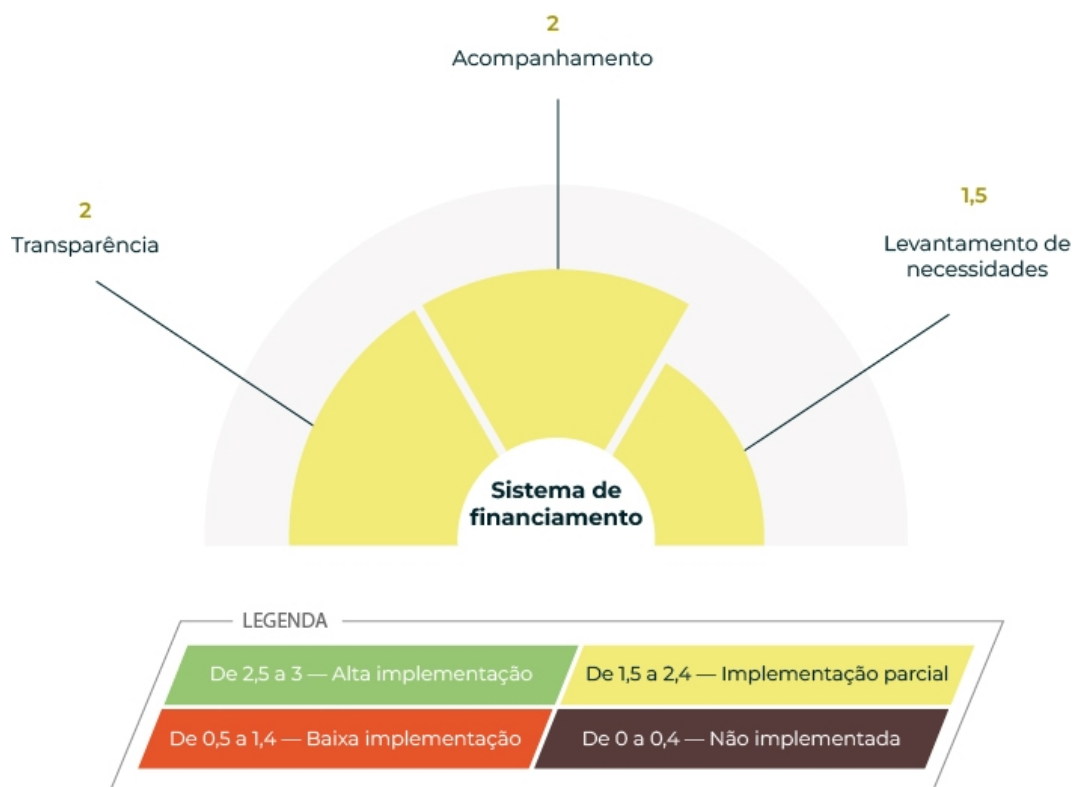 2
Acompanhamento
2
Transparência
1,5
Levantamento de
necessidades
Sistema de
financiamento
LEGENDA
De 2,5 a 3 — Alta implementação
De 1,5 a 2,4 — Implementação parcial
De 0,5 a 1,4 — Baixa implementação
De 0 a 0,4 — Não implementada